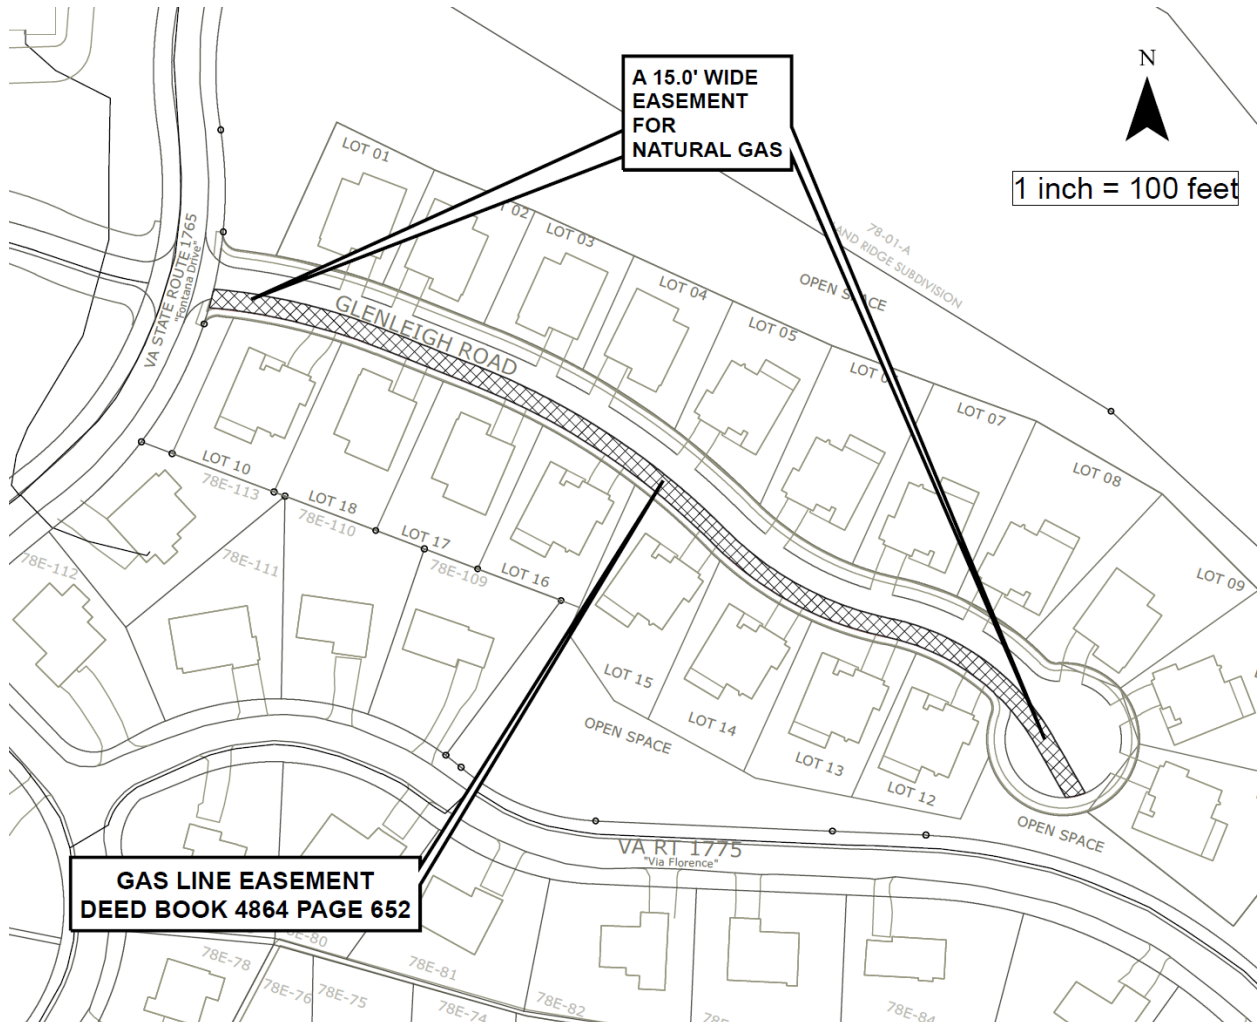 A 15.0' WIDE
EASEMENT
FOR
NATURAL GAS
N
1 inch = 100 feet
LOT 01
02
LOT 03
LOT 04
LOT 05
LOT
LOT 07
LOT 08
LOT 09
78-01-A
AND RIDGE SUBDIVISION
OPEN SPACE
VA STATE ROUTE 1765
"Fontana Drive"
GLENLEIGH ROAD
LOT 10
78E-113
LOT 18
78E-110
LOT 17
78E-109
LOT 16
78E-112
78E-111
LOT 15
LOT 14
LOT 13
LOT 12
OPEN SPACE
OPEN SPACE
VA RT 1775
"Via Florence"
GAS LINE EASEMENT
DEED BOOK 4864 PAGE 652
78E-78
78E-80
78E-81
78E-76
78E-75
78E-74
78E-82
78E-84